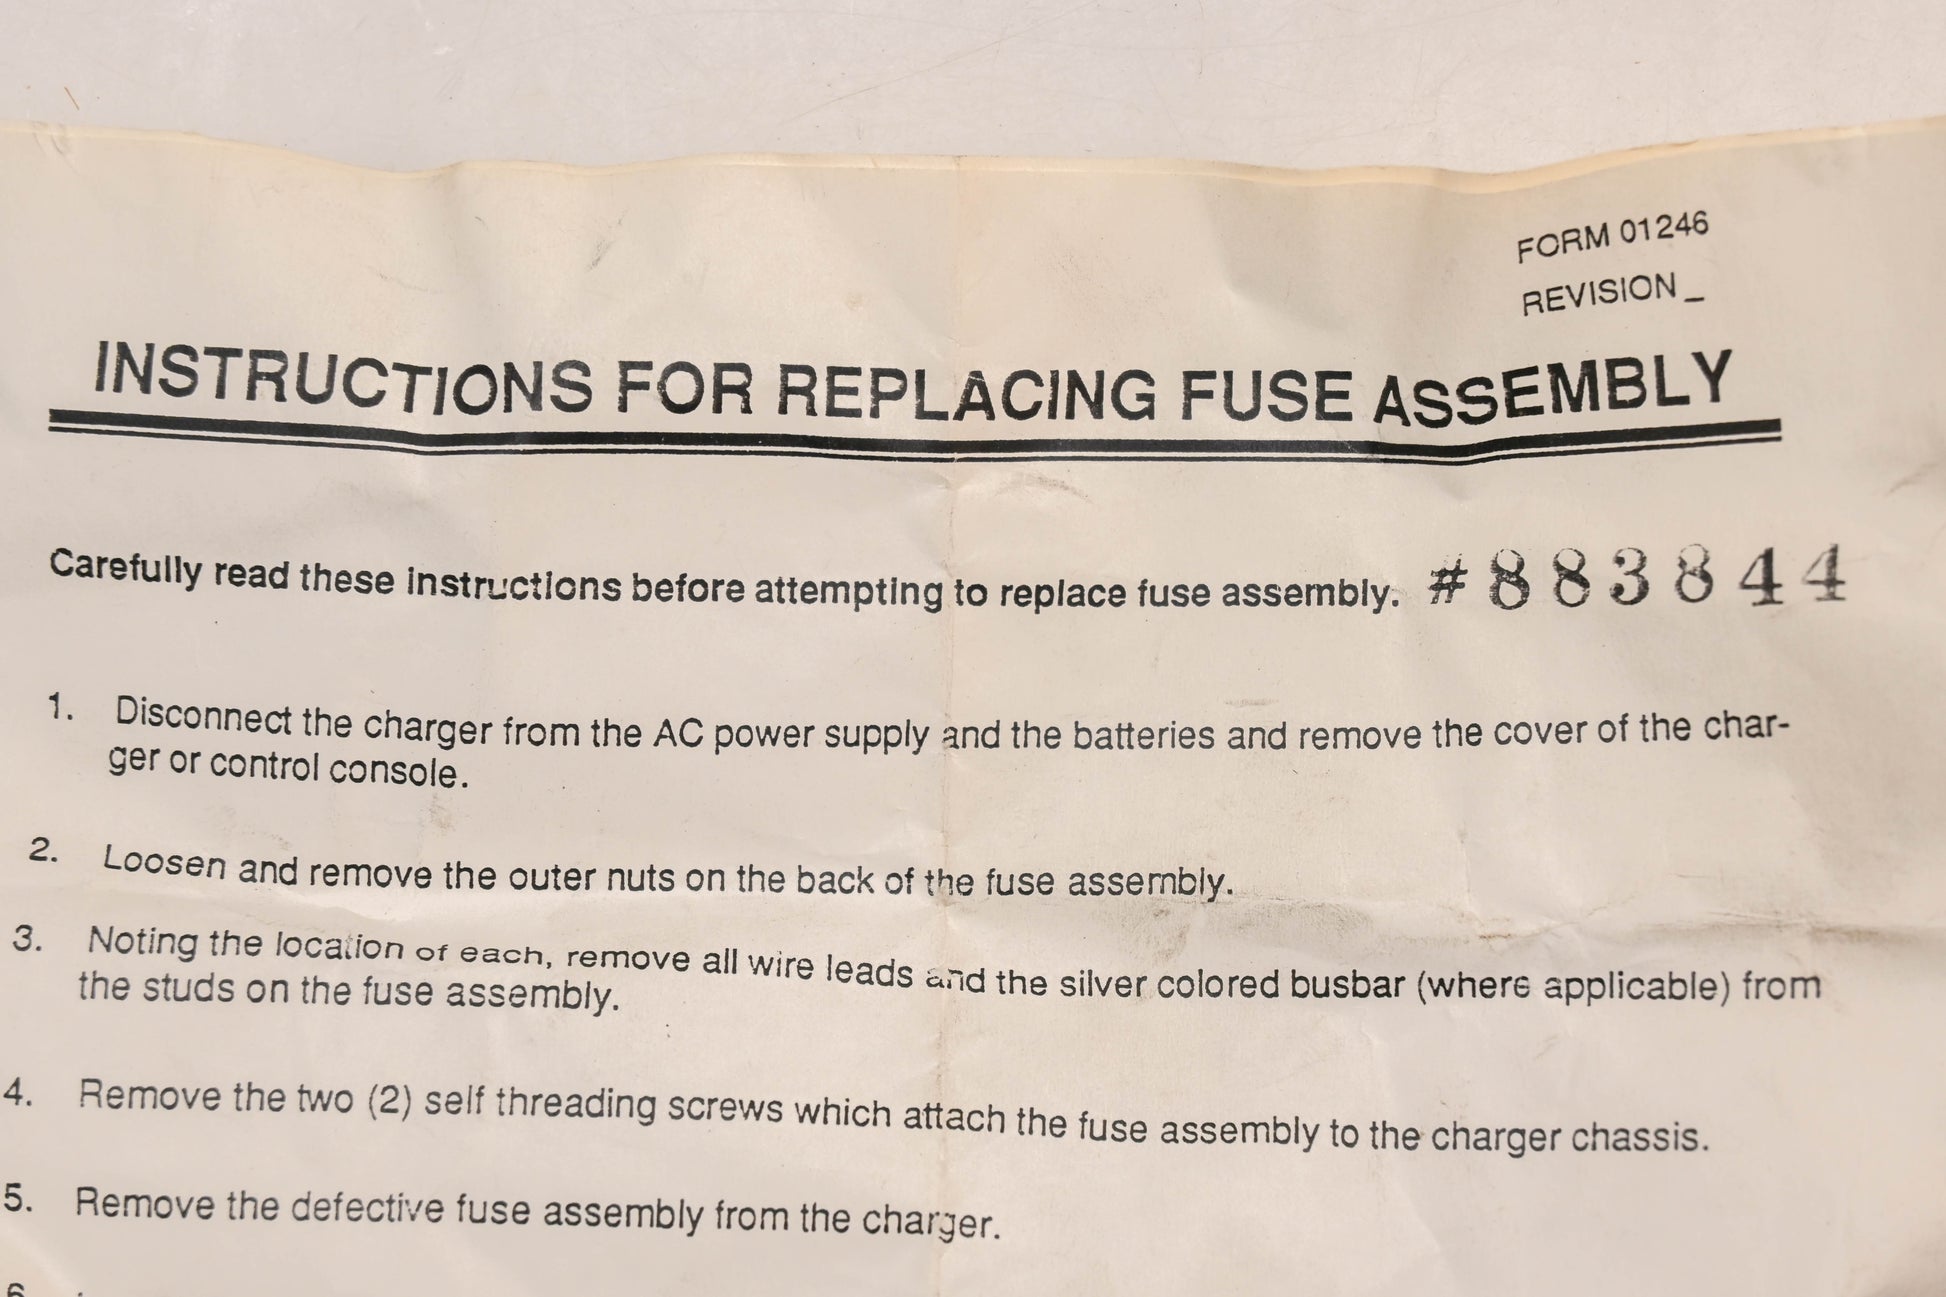 FORM 01246
REVISION _
INSTRUCTIONS FOR REPLACING FUSE ASSEMBLY
Carefully read these instructions before attempting to replace fuse assembly. #883844
1. Disconnect the charger from the AC power supply and the batteries and remove the cover of the char-
ger or control console.
2. Loosen and remove the outer nuts on the back of the fuse assembly.
3. Noting the location of each, remove all wire leads and the silver colored busbar (where applicable) from
the studs on the fuse assembly.
4. Remove the two (2) self threading screws which attach the fuse assembly to the charger chassis.
5. Remove the defective fuse assembly from the charger.
6.